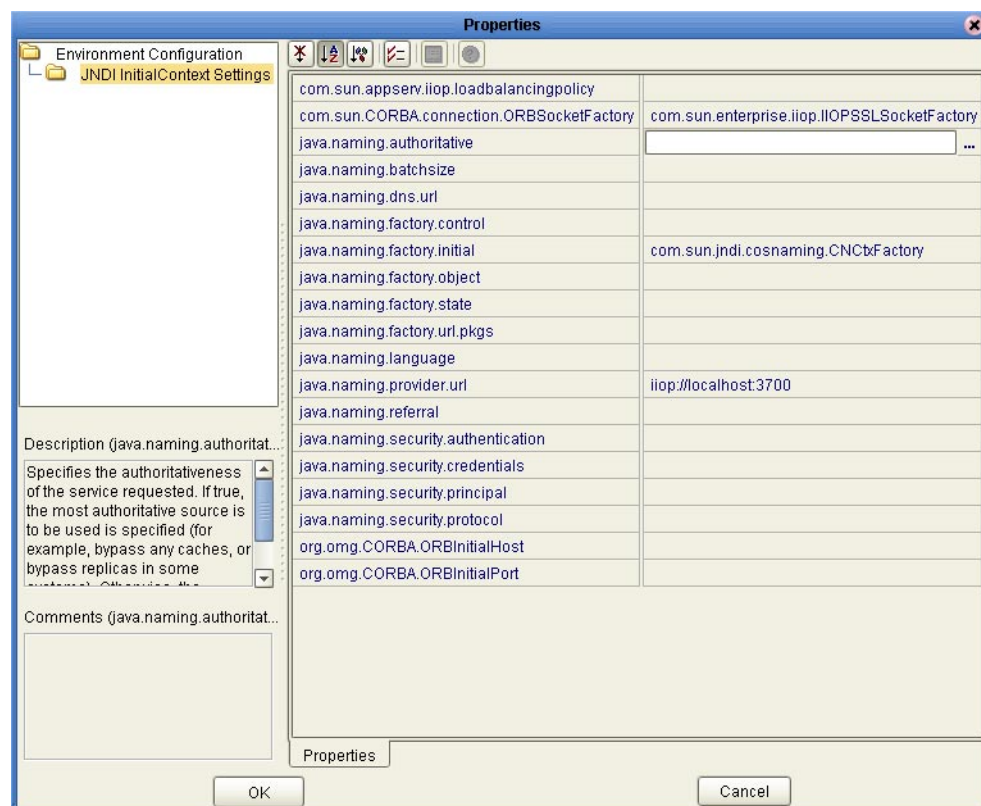 Properties
Environment Configuration
JNDI InitialContext Settings
com.sun.appserv.iiop.loadbalancingpolicy
com.sun.CORBA.connection.ORBSocketFactory com.sun.enterprise.iiop.IIOPSSLSocketFactory
java.naming.authoritative ...
java.naming.batchsize
java.naming.dns.url
java.naming.factory.control
java.naming.factory.initial com.sun.jndi.cosnaming.CNCtxFactory
java.naming.factory.object
java.naming.factory.state
java.naming.factory.url.pkgs
java.naming.language
java.naming.provider.url iiop://localhost:3700
java.naming.referral
java.naming.security.authentication
java.naming.security.credentials
java.naming.security.principal
java.naming.security.protocol
org.omg.CORBA.ORBInitialHost
org.omg.CORBA.ORBInitialPort
Description (java.naming.authoritat...
Specifies the authoritativeness
of the service requested. If true,
the most authoritative source is
to be used is specified (for
example, bypass any caches, or
bypass replicas in some
Comments (java.naming.authoritat...
Properties
OK
Cancel